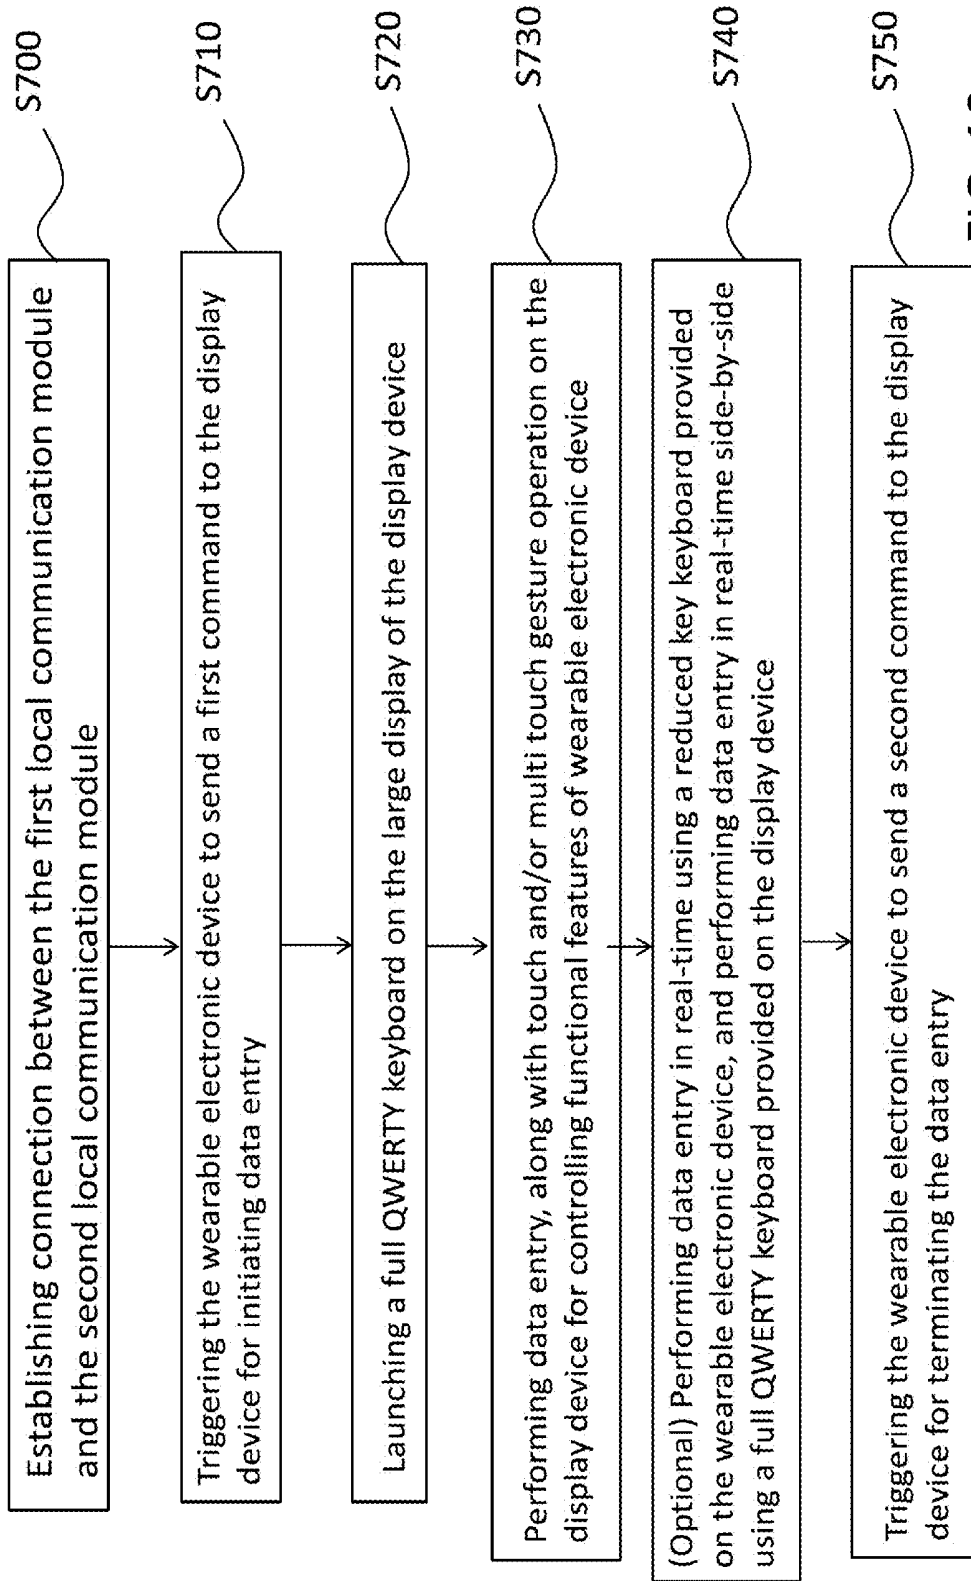 Establishing connection between the first local communication module
and the second local communication module
S700
Triggering the wearable electronic device to send a first command to the display
device for initiating data entry
S710
Launching a full QWERTY keyboard on the large display of the display device
S720
Performing data entry, along with touch and/or multi touch gesture operation on the
display device for controlling functional features of wearable electronic device
S730
(Optional) Performing data entry in real-time using a reduced key keyboard provided
on the wearable electronic device, and performing data entry in real-time side-by-side
using a full QWERTY keyboard provided on the display device
S740
Triggering the wearable electronic device to send a second command to the display
device for terminating the data entry
S750